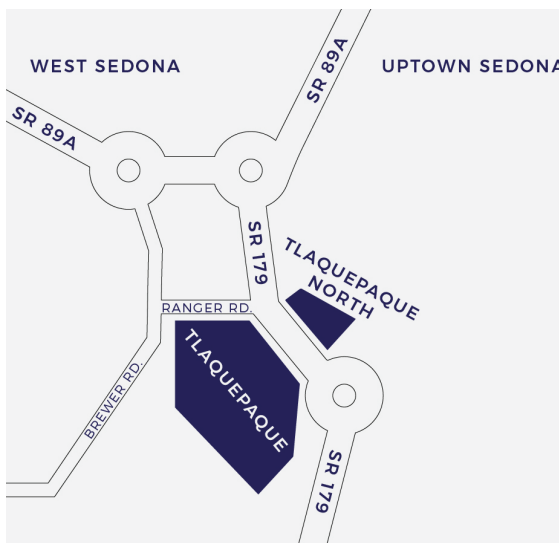 WEST SEDONA
UPTOWN SEDONA
SR 89A
SR 89A
SR 179
TLAQUEPAQUE
NORTH
RANGER RD.
TLAQUEPAQUE
BREWER RD.
SR 179